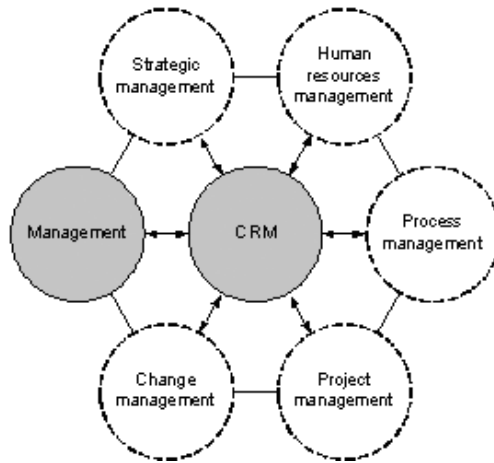 Strategic
management
Human
resources
management
Management
CRM
Process
management
Change
management
Project
management